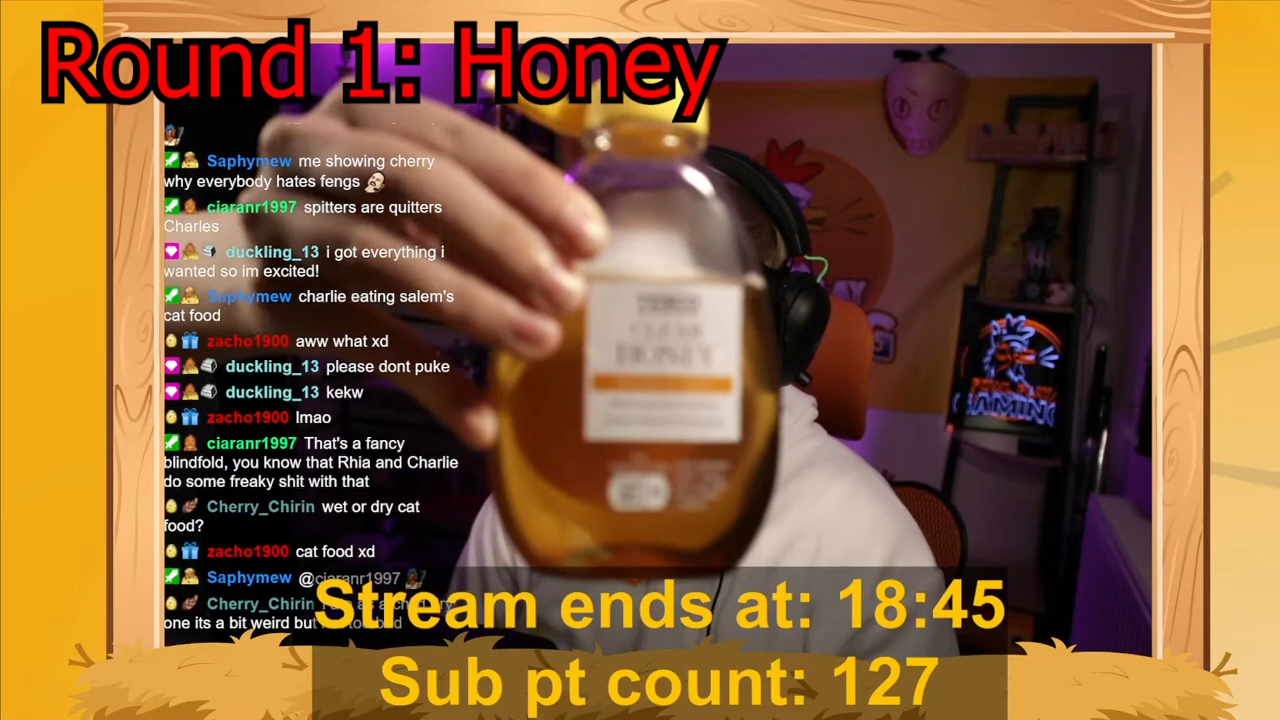 Round 1: Honey
Saphymew me showing cherry
why everybody hates fengs
ciaranr1997 spitters are quitters
Charles
duckling_13 i got everything i
wanted so im excited!
Saphymew charlie eating salem's
cat food
zacho1900 aww what xd
duckling_13 please dont puke
duckling_13 kekw
zacho1900 lmao
ciaranr1997 That's a fancy
blindfold, you know that Rhia and Charlie
do some freaky shit with that
Cherry_Chirin wet or dry cat
food?
zacho1900 cat food xd
Saphymew @ciaranr1997
Cherry_Chirin
one its a bit weird but
TESCO
CLEAR
HONEY
GAMING
Stream ends at: 18:45
Sub pt count: 127